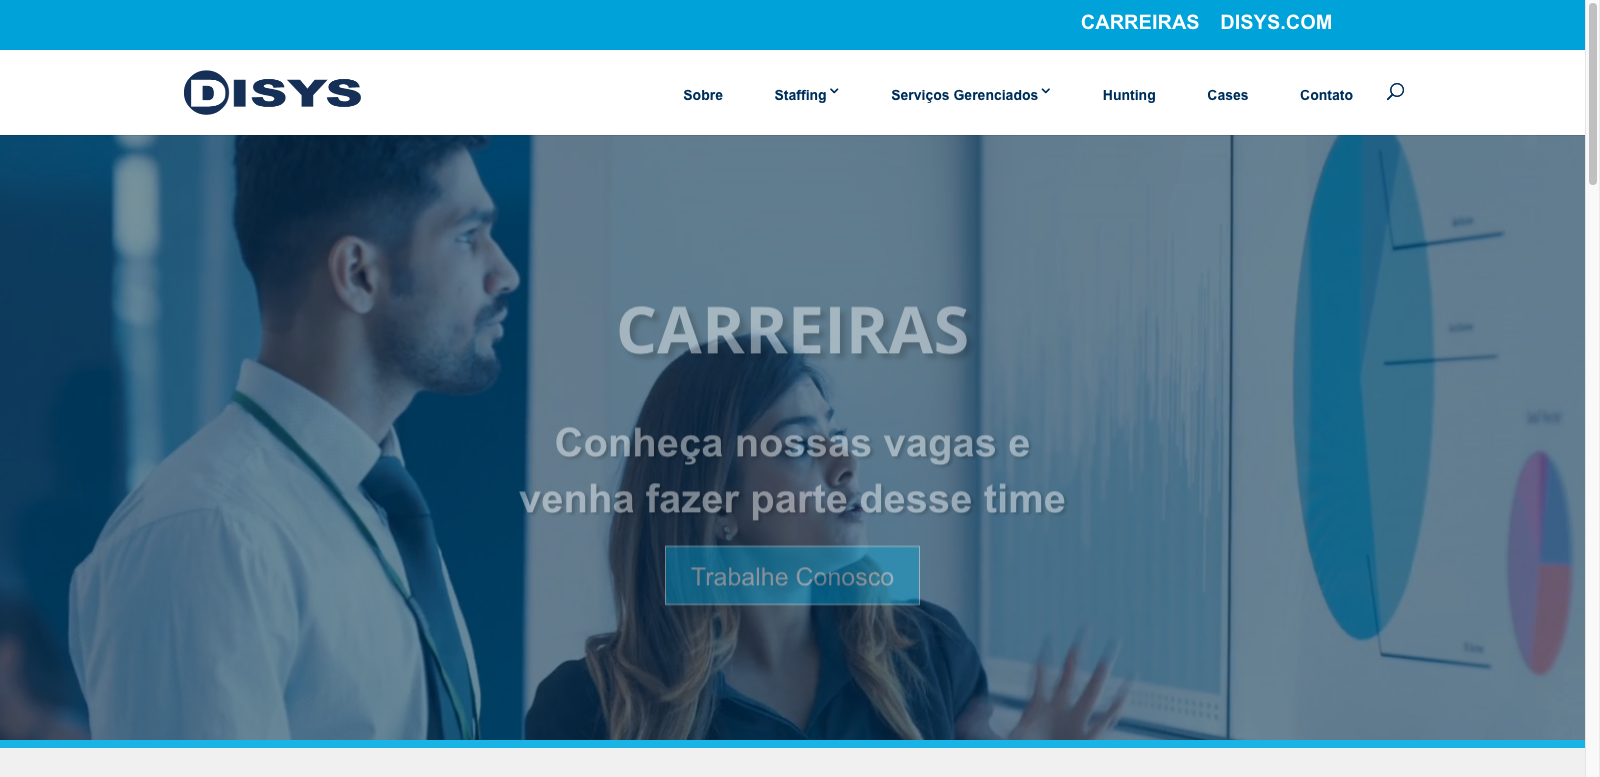 CARREIRAS DISYS.COM
DISYS
Sobre Staffing Serviços Gerenciados Hunting Cases Contato
CARREIRAS
Conheça nossas vagas e
venha fazer parte desse time
Trabalhe Conosco